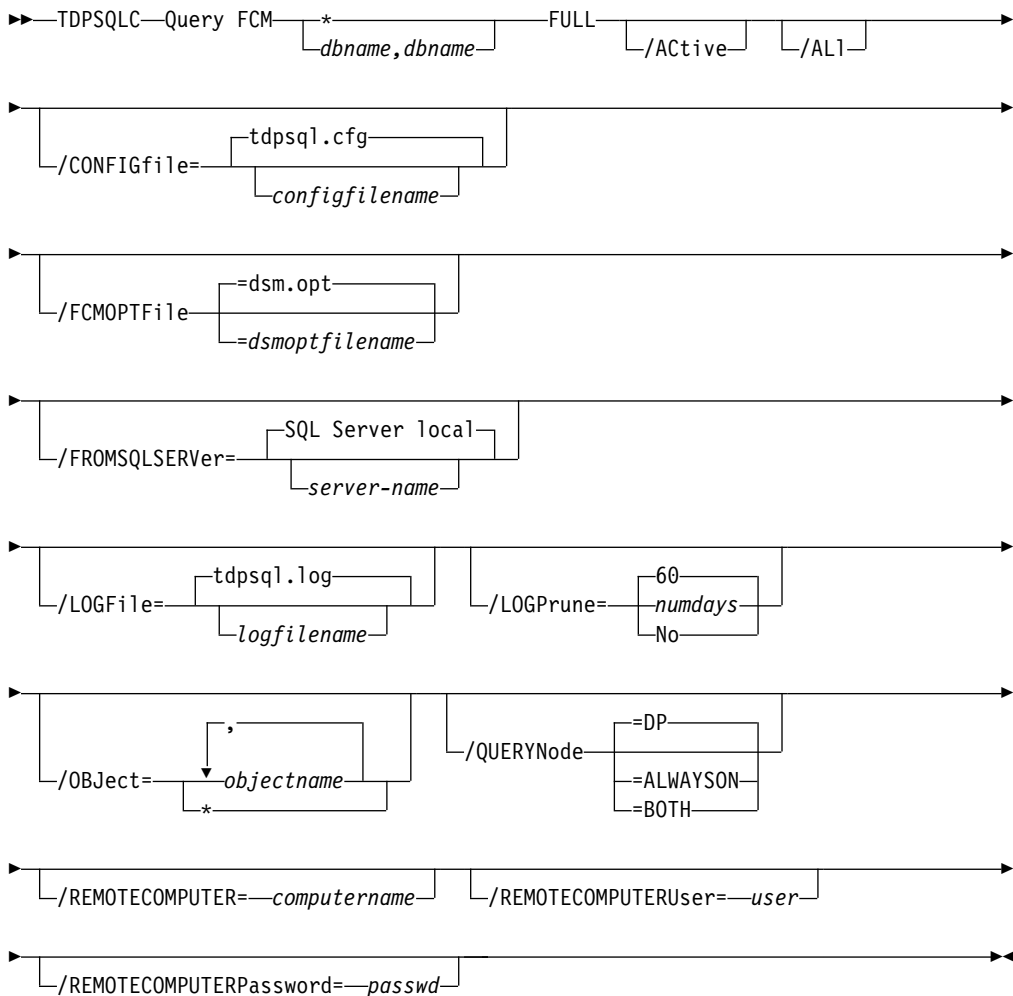 TDPSQLC Query FCM * FULL
dbname,dbname /ACtive /ALl
tdpsql.cfg
/CONFIGfile=
configfilename
=dsm.opt
/FCMOPTFile
=dsmoptfilename
SQL Server local
/FROMSQLSERVer=
server-name
tdpsql.log 60
/LOGFile= /LOGPrune= numdays
logfilename No
, =DP
/QUERYNode
/OBJect= objectname =ALWAYSON
* =BOTH
/REMOTECOMPUTER= computername /REMOTECOMPUTERUser= user
/REMOTECOMPUTERPassword= passwd